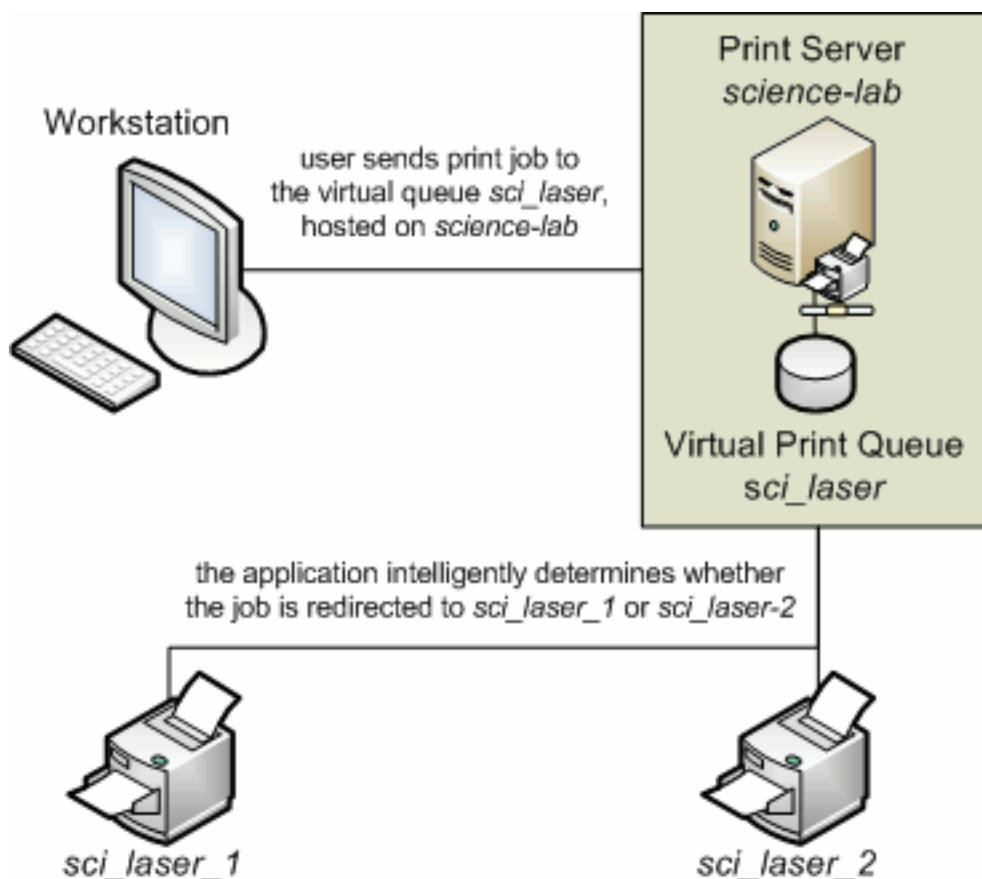 Print Server
science-lab
Workstation
user sends print job to
the virtual queue sci_laser,
hosted on science-lab
Virtual Print Queue
sci_laser
the application intelligently determines whether
the job is redirected to sci_laser_1 or sci_laser-2
sci_laser_1
sci_laser_2